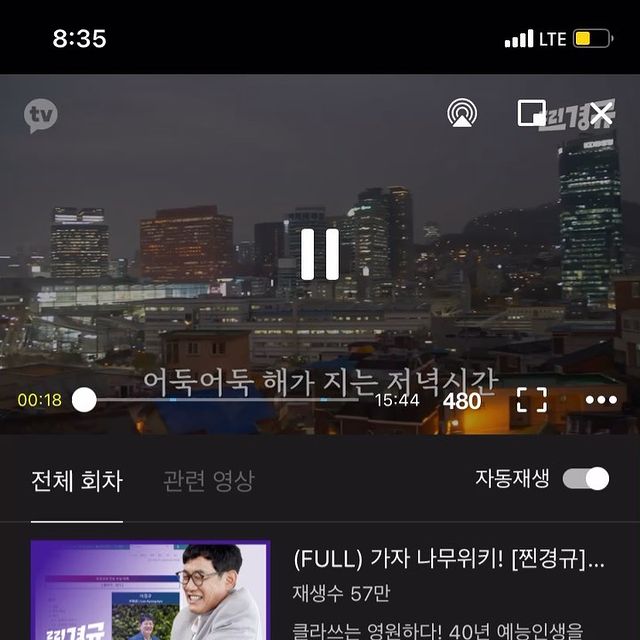 8:35
LTE
tv
찐경규
어둑어둑 해가 지는 저녁시간
00:18
15:44
480
전체 회차
관련 영상
자동재생
(FULL) 가자 나무위키! [찐경규]...
재생수 57만
클라쓰는 영원하다! 40년 예능인생을
찐경규